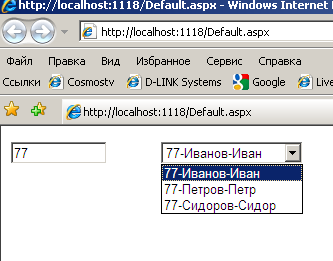 http://localhost:1118/Default.aspx - Windows Internet
http://localhost:1118/Default.aspx
Файл Правка Вид Избранное Сервис Справка
Ссылки Cosmostv D-LINK Systems Google Live
http://localhost:1118/Default.aspx
77 77-Иванов-Иван
77-Иванов-Иван
77-Петров-Петр
77-Сидоров-Сидор